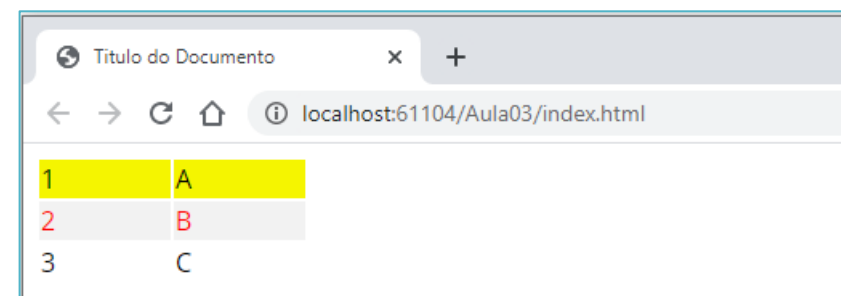 Titulo do Documento
localhost:61104/Aula03/index.html
1 A
2 B
3 C